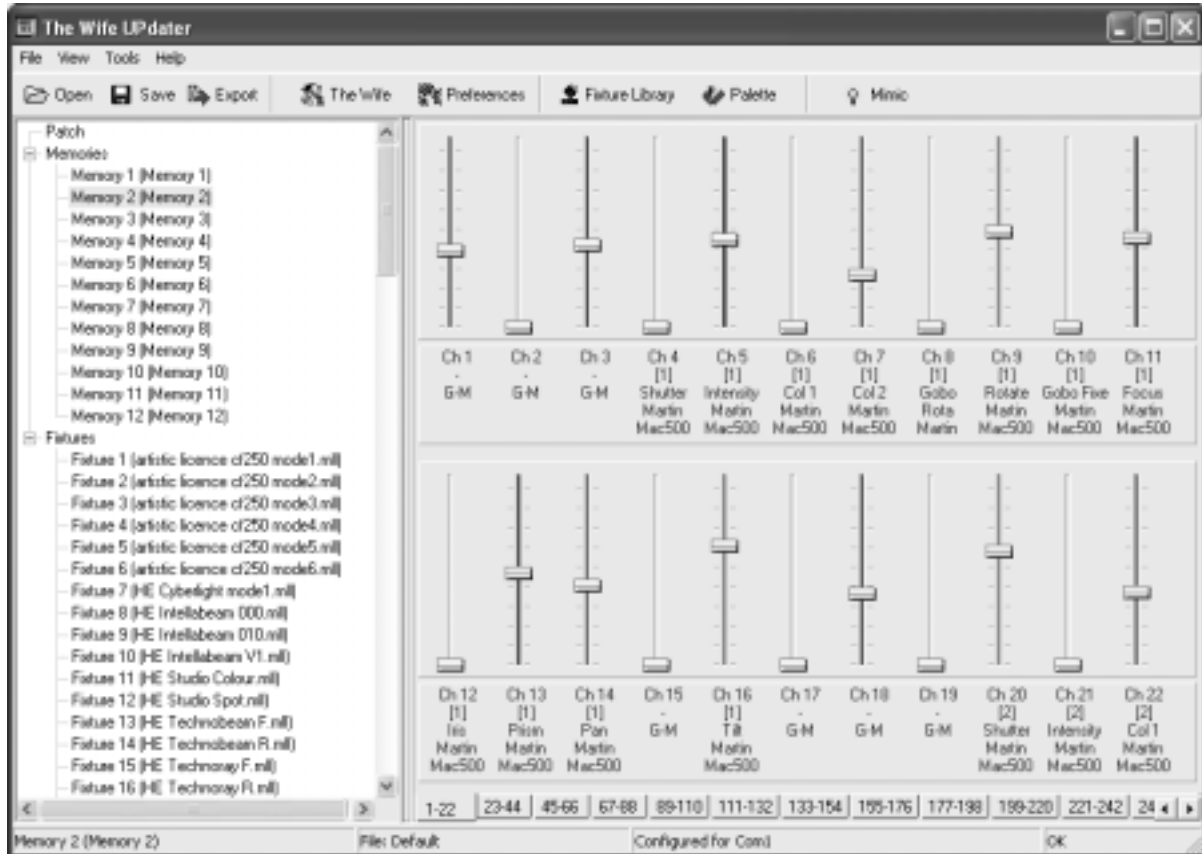 The Wife UPdater
File View Tools Help
Open Save Export The Wife Preferences Fixture Library Palette Mimic
Patch
Memories
Memory 1 (Memory 1)
Memory 2 (Memory 2)
Memory 3 (Memory 3)
Memory 4 (Memory 4)
Memory 5 (Memory 5)
Memory 6 (Memory 6)
Memory 7 (Memory 7)
Memory 8 (Memory 8)
Memory 9 (Memory 9)
Memory 10 (Memory 10)
Memory 11 (Memory 11)
Memory 12 (Memory 12)
Fixtures
Fixture 1 (artistic licence cf250 mode1.mll)
Fixture 2 (artistic licence cf250 mode2.mll)
Fixture 3 (artistic licence cf250 mode3.mll)
Fixture 4 (artistic licence cf250 mode4.mll)
Fixture 5 (artistic licence cf250 mode5.mll)
Fixture 6 (artistic licence cf250 mode6.mll)
Fixture 7 (HE Cyberlight mode1.mll)
Fixture 8 (HE Intellabeam 000.mll)
Fixture 9 (HE Intellabeam 010.mll)
Fixture 10 (HE Intellabeam V1.mll)
Fixture 11 (HE Studio Colour.mll)
Fixture 12 (HE Studio Spot.mll)
Fixture 13 (HE Technobeam F.mll)
Fixture 14 (HE Technobeam R.mll)
Fixture 15 (HE Technoray F.mll)
Fixture 16 (HE Technoray R.mll)
Ch 1 Ch 2 Ch 3 Ch 4 Ch 5 Ch 6 Ch 7 Ch 8 Ch 9 Ch 10 Ch 11
- - - [1] [1] [1] [1] [1] [1] [1] [1]
G-M G-M G-M Shutter Intensity Col 1 Col 2 Gobo Rotate Gobo Fixe Focus
Martin Martin Martin Martin Rota Martin Martin Martin
Mac500 Mac500 Mac500 Mac500 Martin Mac500 Mac500 Mac500
Ch 12 Ch 13 Ch 14 Ch 15 Ch 16 Ch 17 Ch 18 Ch 19 Ch 20 Ch 21 Ch 22
[1] [1] [1] - [1] - - - [2] [2] [2]
Iris Prism Pan G-M Tilt G-M G-M G-M Shutter Intensity Col 1
Martin Martin Martin Martin Martin Martin Martin
Mac500 Mac500 Mac500 Mac500 Mac500 Mac500 Mac500
1-22 23-44 45-66 67-88 89-110 111-132 133-154 155-176 177-198 199-220 221-242 24
Memory 2 (Memory 2) File: Default Configured for Com1 OK